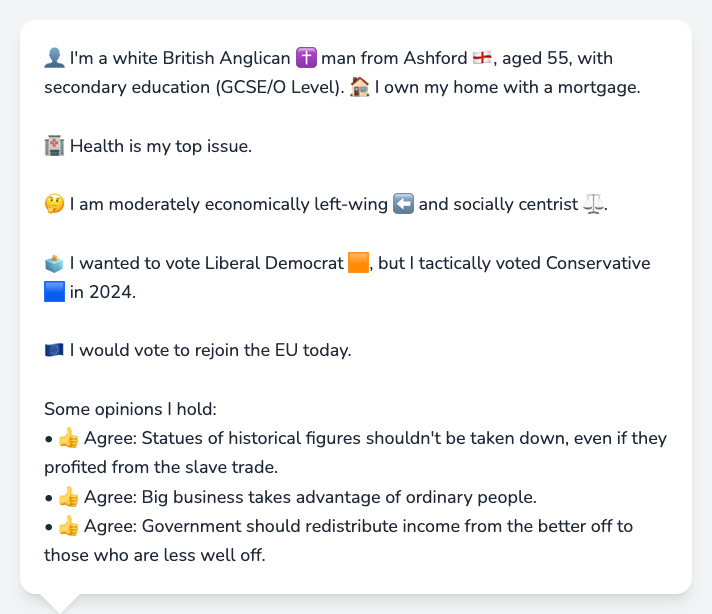 👤 I'm a white British Anglican ✝️ man from Ashford 🏴󠁧󠁢󠁥󠁮󠁧󠁿, aged 55, with
secondary education (GCSE/O Level). 🏠 I own my home with a mortgage.
🏥 Health is my top issue.
🤔 I am moderately economically left-wing ⬅️ and socially centrist ⚖️.
🗳️ I wanted to vote Liberal Democrat 🟧, but I tactically voted Conservative
🟦 in 2024.
🇪🇺 I would vote to rejoin the EU today.
Some opinions I hold:
• 👍 Agree: Statues of historical figures shouldn't be taken down, even if they
profited from the slave trade.
• 👍 Agree: Big business takes advantage of ordinary people.
• 👍 Agree: Government should redistribute income from the better off to
those who are less well off.